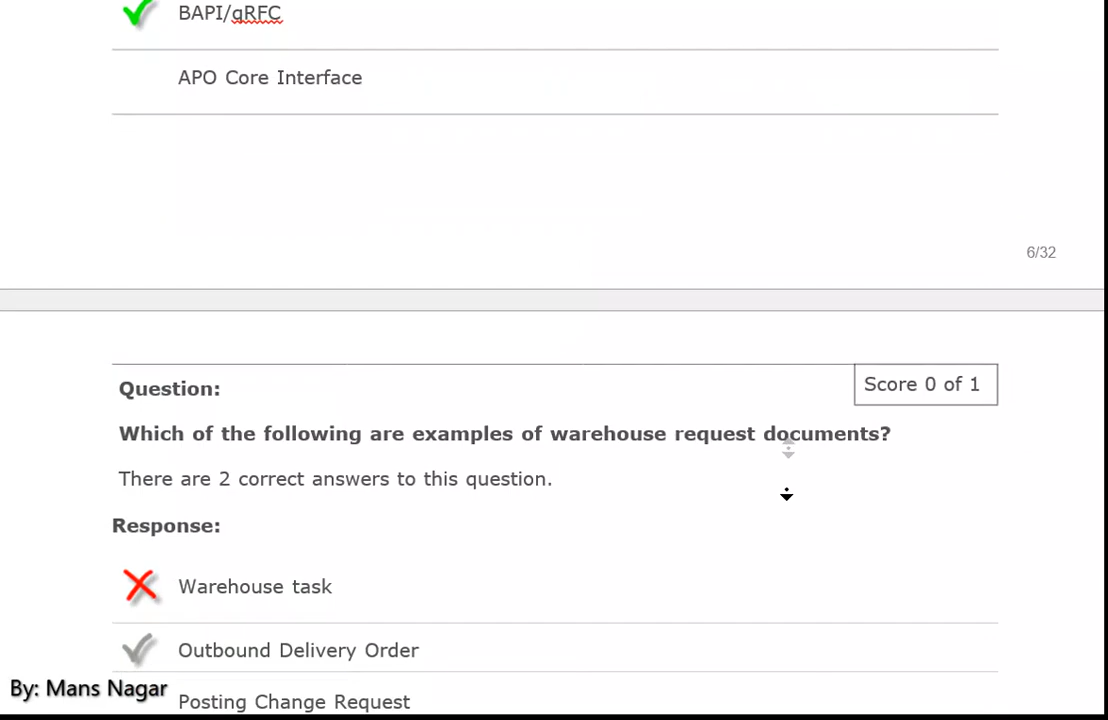 BAPI/qRFC
APO Core Interface
6/32
Score 0 of 1
Question:
Which of the following are examples of warehouse request documents?
There are 2 correct answers to this question.
Response:
Warehouse task
Outbound Delivery Order
By: Mans Nagar
Posting Change Request